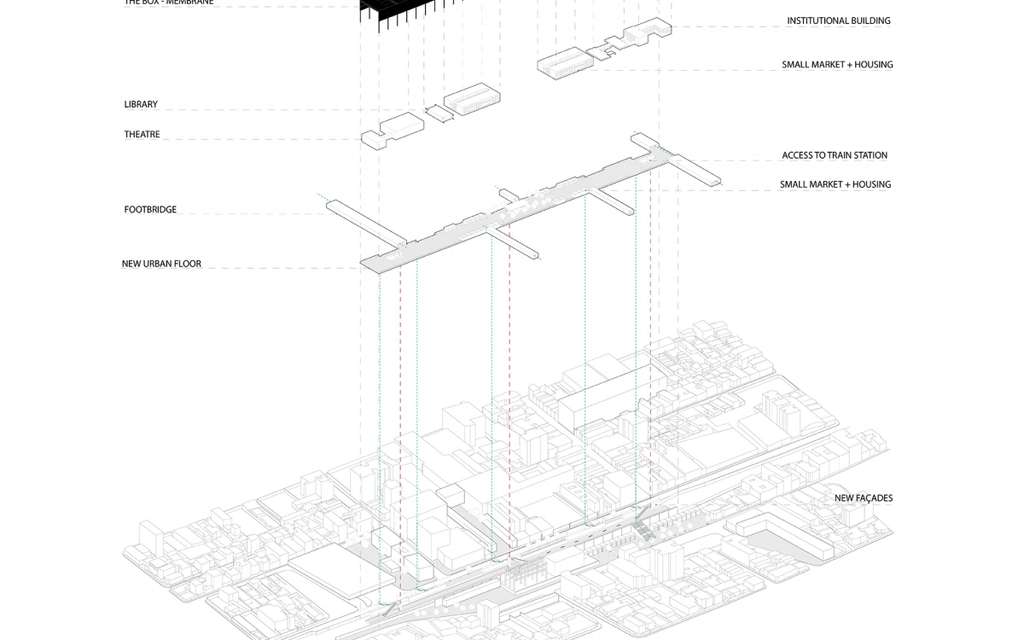 THE BOX - MEMBRANE
INSTITUTIONAL BUILDING
SMALL MARKET + HOUSING
LIBRARY
THEATRE
ACCESS TO TRAIN STATION
SMALL MARKET + HOUSING
FOOTBRIDGE
NEW URBAN FLOOR
NEW FAÇADES